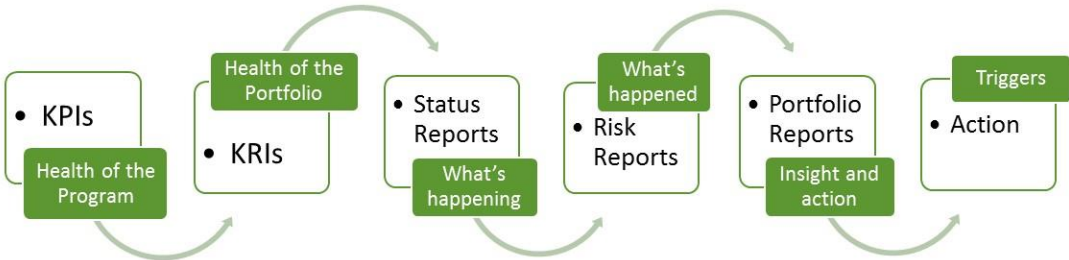 • KPIs
Health of the
Program
Health of the
Portfolio
• KRIs
• Status
Reports
What's
happening
What's
happened
• Risk
Reports
• Portfolio
Reports
Insight and
action
Triggers
• Action